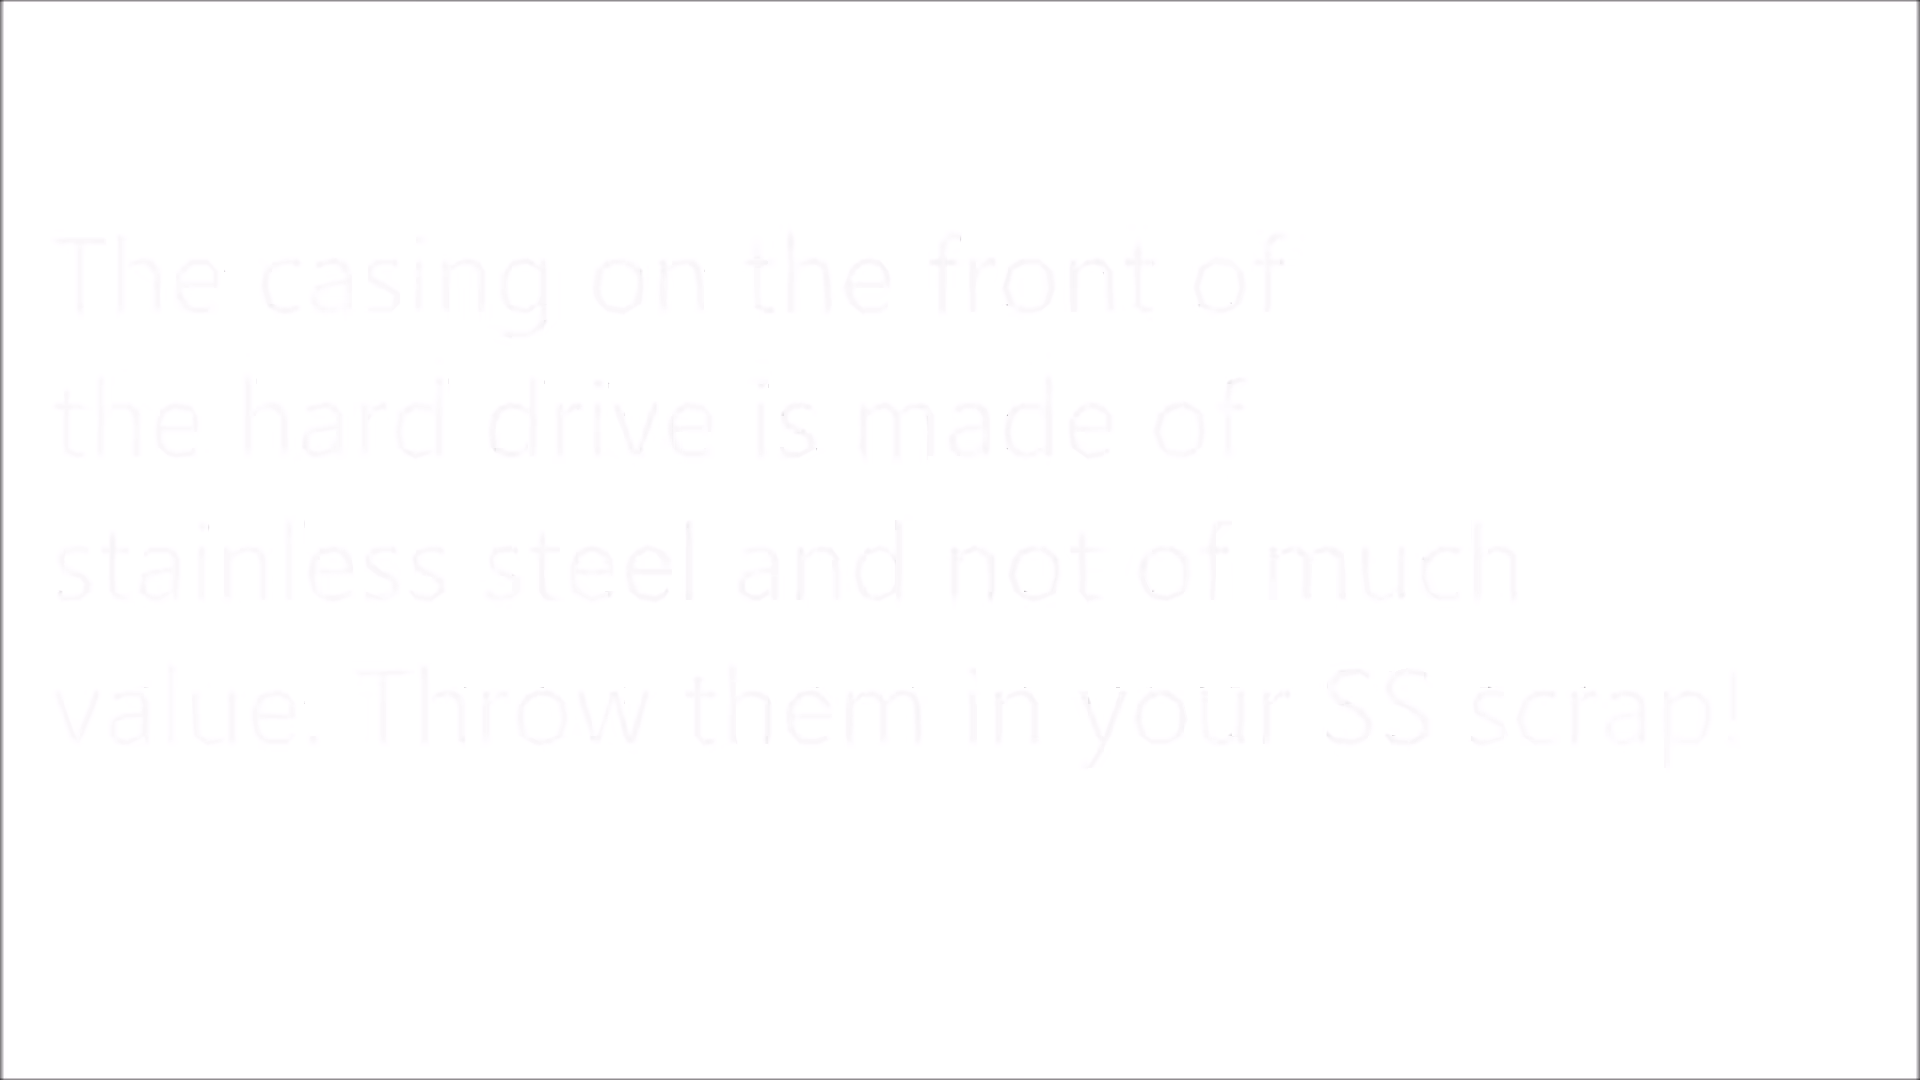 The casing on the front of
the hard drive is made of
stainless steel and not of much
value. Throw them in your SS scrap!